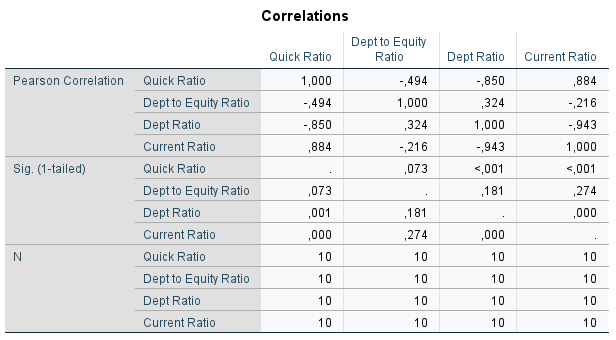 Correlations
Quick Ratio Dept to Equity Ratio Dept Ratio Current Ratio
Pearson Correlation Quick Ratio 1,000 -,494 -,850 ,884
Dept to Equity Ratio -,494 1,000 ,324 -,216
Dept Ratio -,850 ,324 1,000 -,943
Current Ratio ,884 -,216 -,943 1,000
Sig. (1-tailed) Quick Ratio . ,073 <,001 <,001
Dept to Equity Ratio ,073 . ,181 ,274
Dept Ratio ,001 ,181 . ,000
Current Ratio ,000 ,274 ,000 .
N Quick Ratio 10 10 10 10
Dept to Equity Ratio 10 10 10 10
Dept Ratio 10 10 10 10
Current Ratio 10 10 10 10